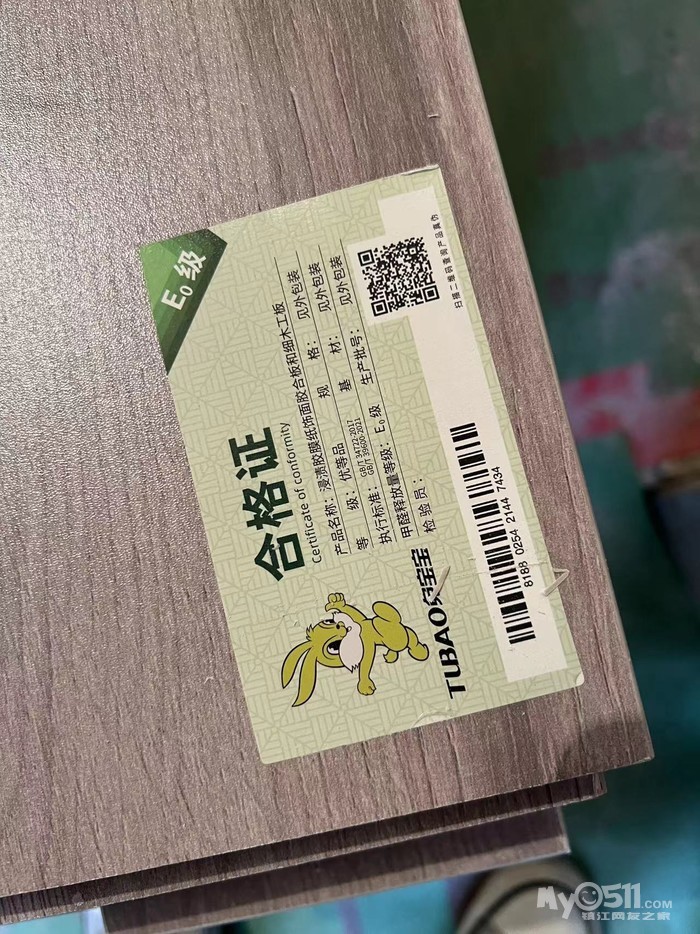 E₀ 级
合格证
Certificate of conformity
产品名称：浸渍胶膜纸饰面胶合板和细木工板
等 级：优等品 规 格：见外包装
执行标准：GB/T 34722-2017
GB/T 39600-2021
基 材：见外包装
甲醛释放量等级：E₀ 级 生产批号：见外包装
检 验 员：
TUBAO兔宝宝
8188 0254 2144 7434
扫描二维码查询产品真伪
MY0511.COM
镇江网友之家